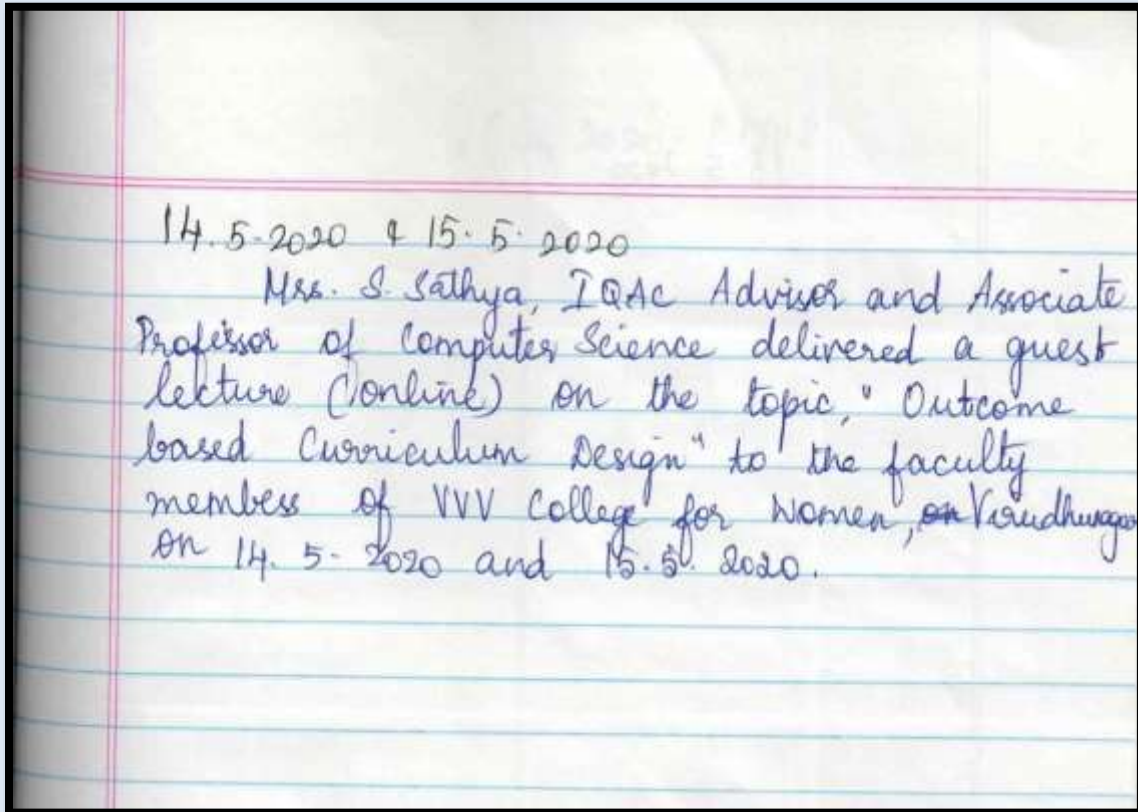 14.5.2020 & 15.5.2020
Mrs. S. Sathya, IQAC Advisor and Associate
Professor of Computer Science delivered a guest
lecture (online) on the topic, "Outcome
based Curriculum Design" to the faculty
members of VVV College for Women, Virudhunagar
on 14.5.2020 and 15.5.2020.